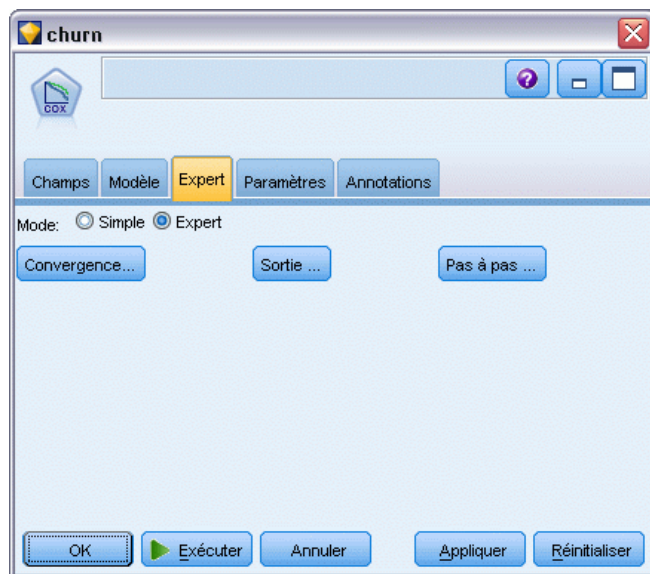 churn
COX
Champs Modèle Expert Paramètres Annotations
Mode: Simple Expert
Convergence... Sortie ... Pas à pas ...
OK Exécuter Annuler Appliquer Réinitialiser